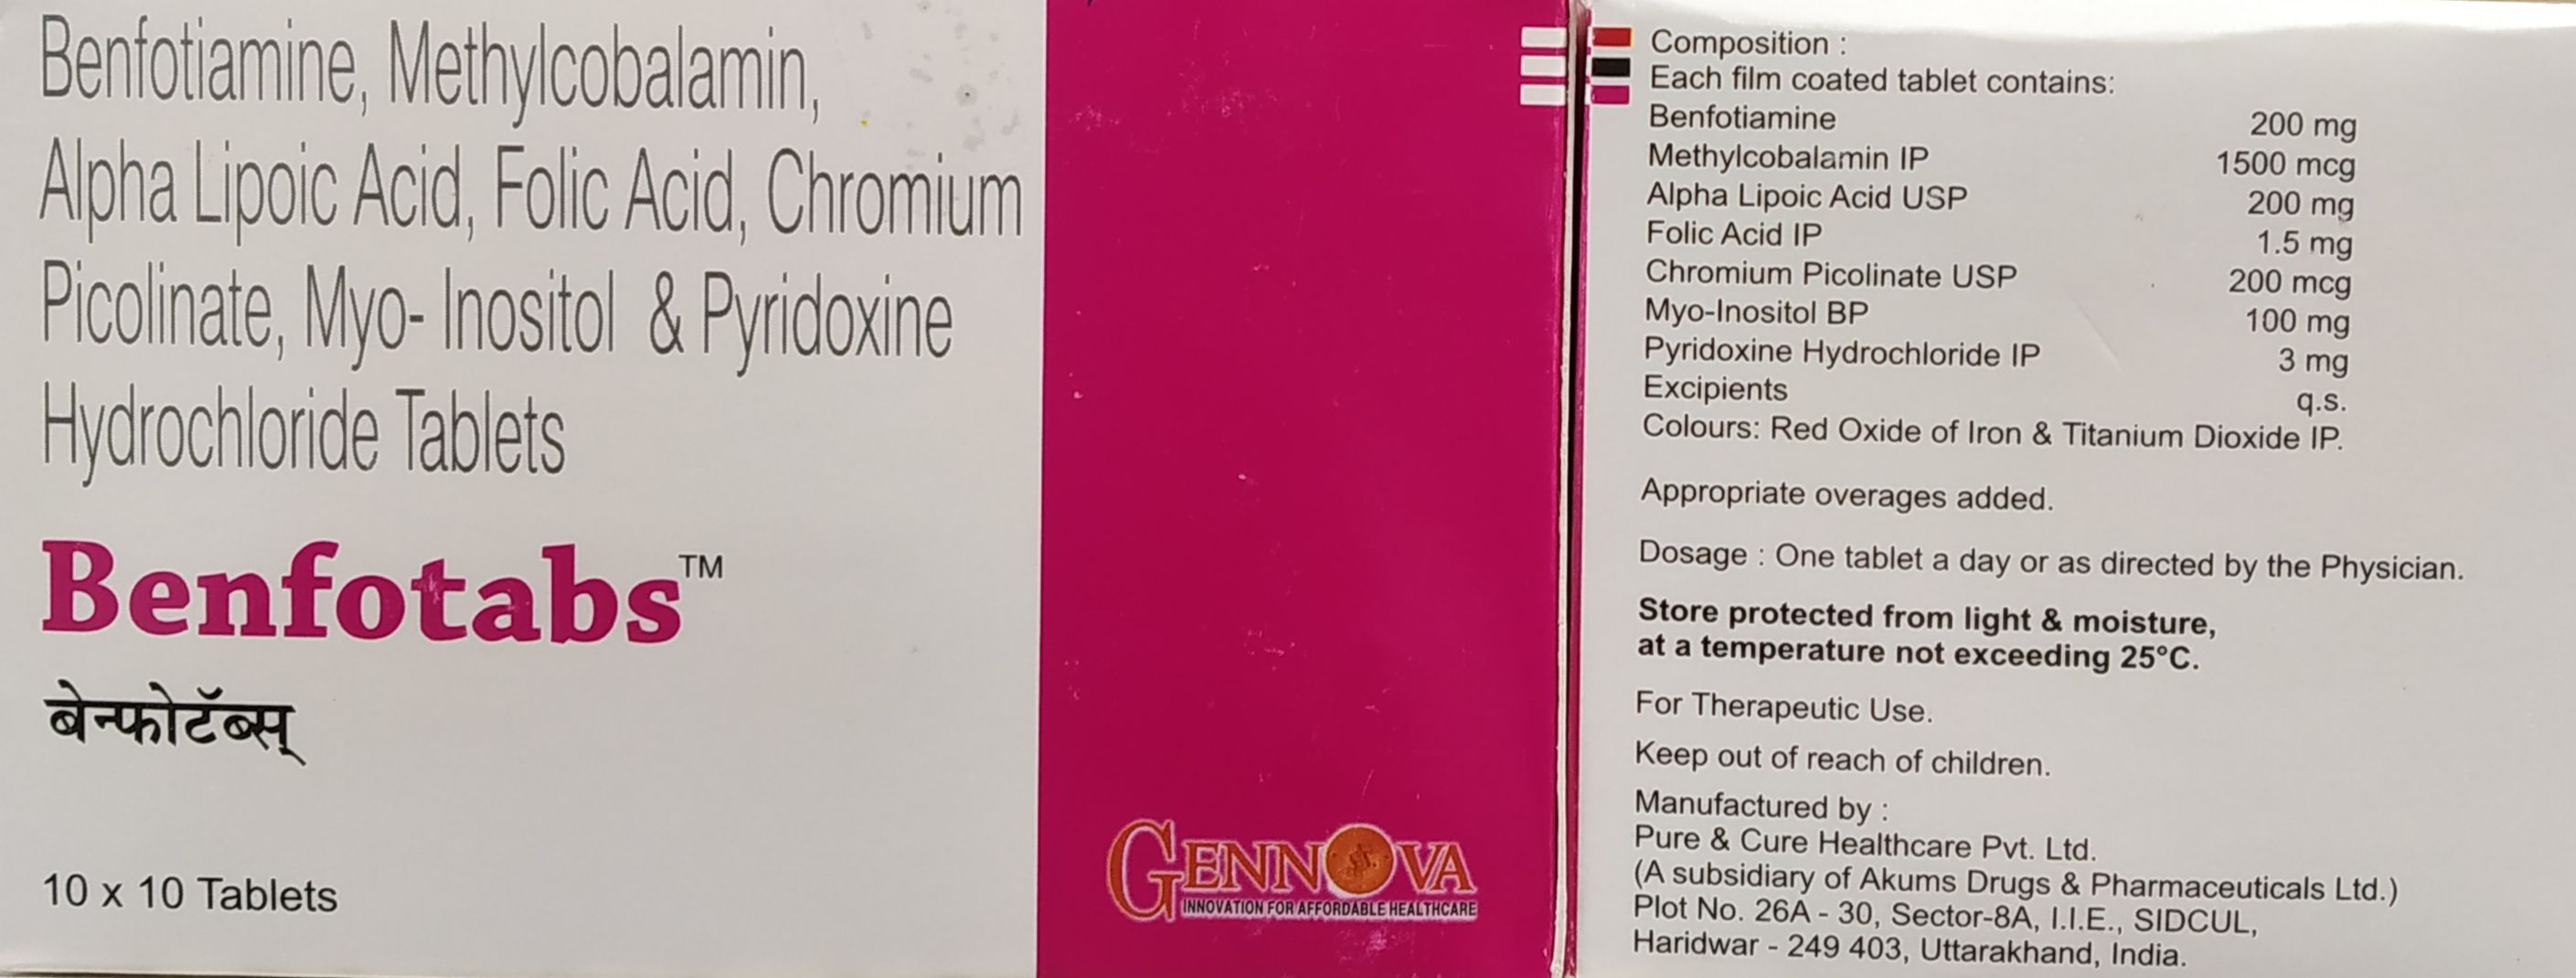 Benfotiamine, Methylcobalamin,
Alpha Lipoic Acid, Folic Acid, Chromium
Picolinate, Myo- Inositol & Pyridoxine
Hydrochloride Tablets
Benfotabs™
बेन्फोटॅब्स्
10 x 10 Tablets
GENNOVA
INNOVATION FOR AFFORDABLE HEALTHCARE
Composition :
Each film coated tablet contains:
Benfotiamine 200 mg
Methylcobalamin IP 1500 mcg
Alpha Lipoic Acid USP 200 mg
Folic Acid IP 1.5 mg
Chromium Picolinate USP 200 mcg
Myo-Inositol BP 100 mg
Pyridoxine Hydrochloride IP 3 mg
Excipients q.s.
Colours: Red Oxide of Iron & Titanium Dioxide IP.
Appropriate overages added.
Dosage : One tablet a day or as directed by the Physician.
Store protected from light & moisture,
at a temperature not exceeding 25°C.
For Therapeutic Use.
Keep out of reach of children.
Manufactured by :
Pure & Cure Healthcare Pvt. Ltd.
(A subsidiary of Akums Drugs & Pharmaceuticals Ltd.)
Plot No. 26A - 30, Sector-8A, I.I.E., SIDCUL,
Haridwar - 249 403, Uttarakhand, India.